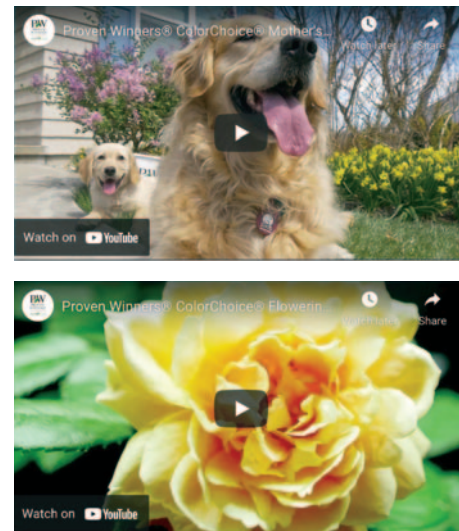 PW
Proven Winners® ColorChoice® Mother's...
Watch later
Share
Watch on YouTube
PW
Proven Winners® ColorChoice® Flowerin
Watch later
Share
Watch on YouTube